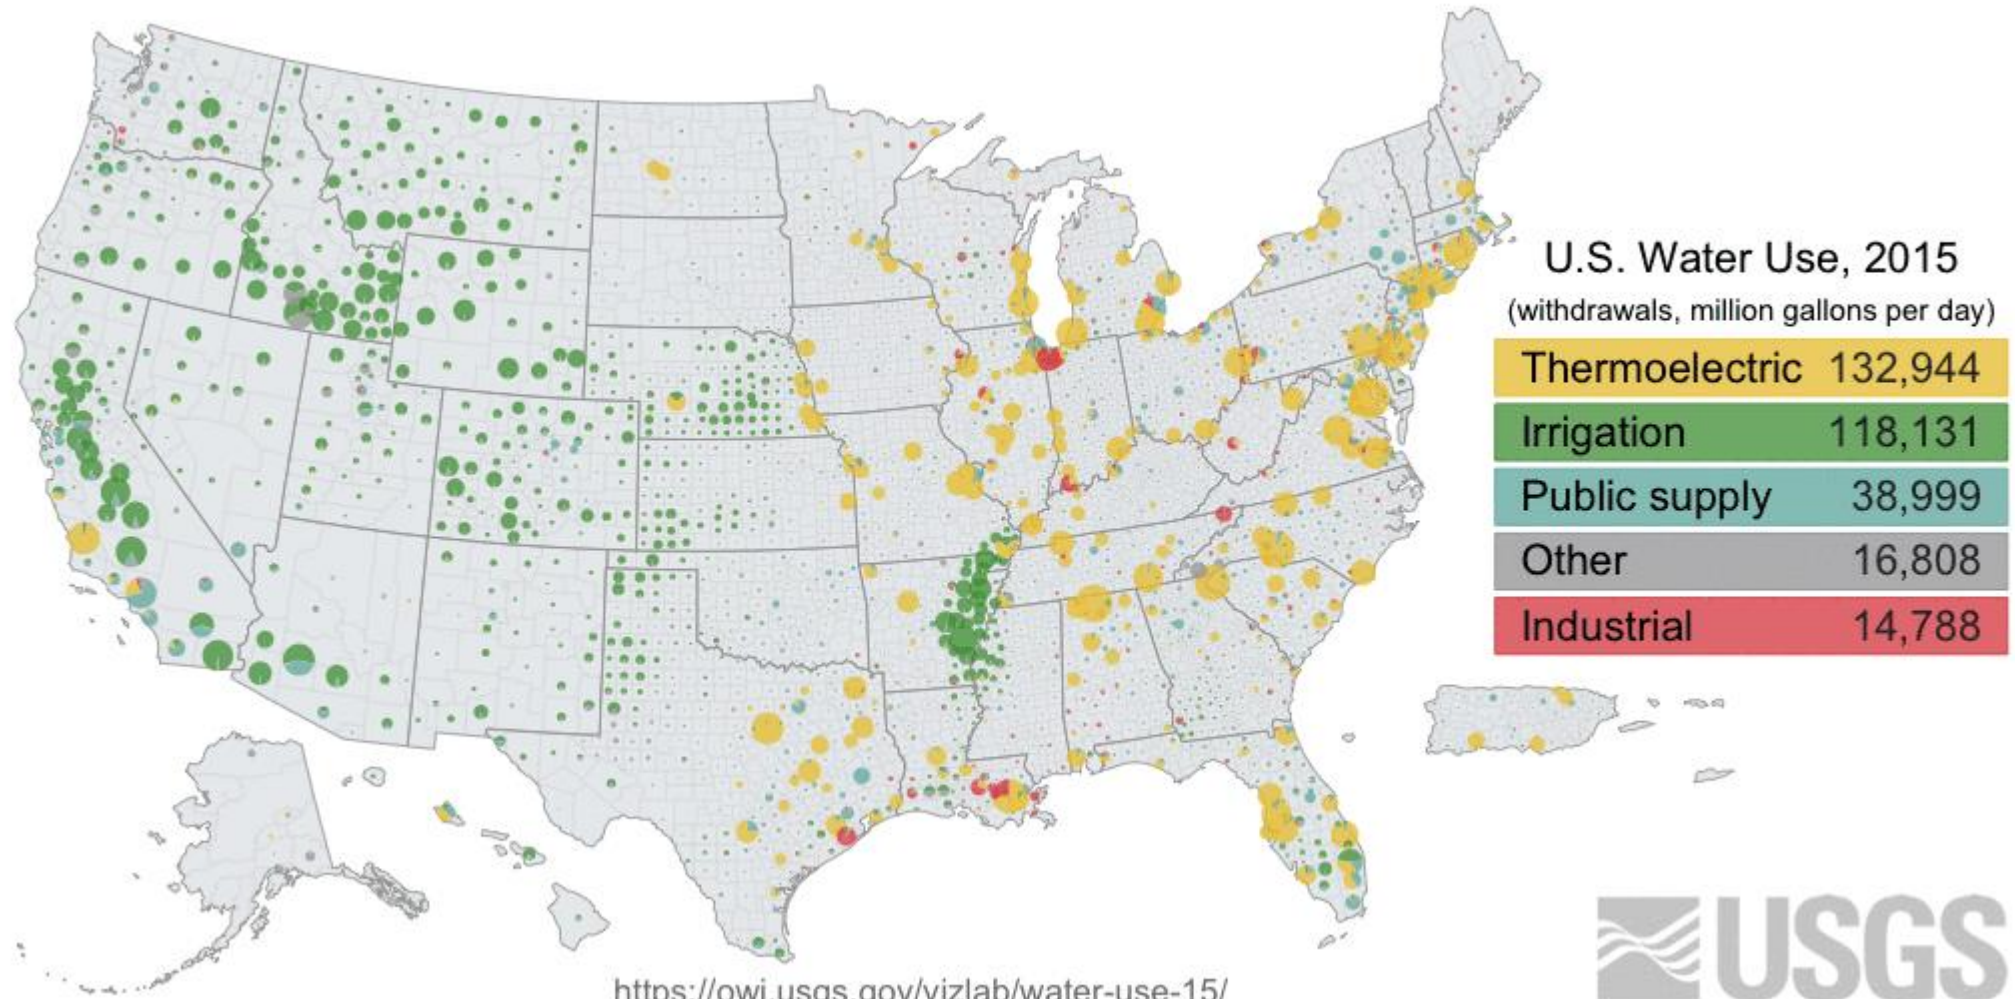 U.S. Water Use, 2015
(withdrawals, million gallons per day)
Thermoelectric 132,944
Irrigation 118,131
Public supply 38,999
Other 16,808
Industrial 14,788
USGS
https://owi.usgs.gov/vizlab/water-use-15/